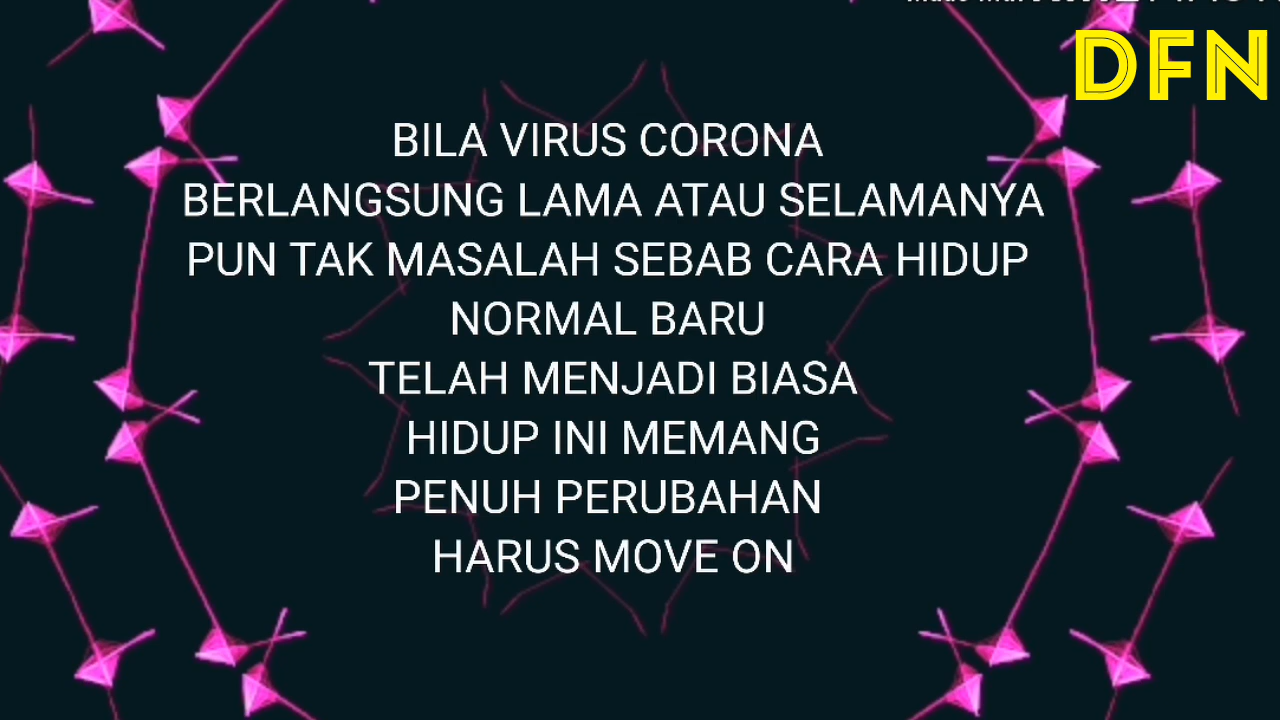 DFN
BILA VIRUS CORONA
BERLANGSUNG LAMA ATAU SELAMANYA
PUN TAK MASALAH SEBAB CARA HIDUP
NORMAL BARU
TELAH MENJADI BIASA
HIDUP INI MEMANG
PENUH PERUBAHAN
HARUS MOVE ON